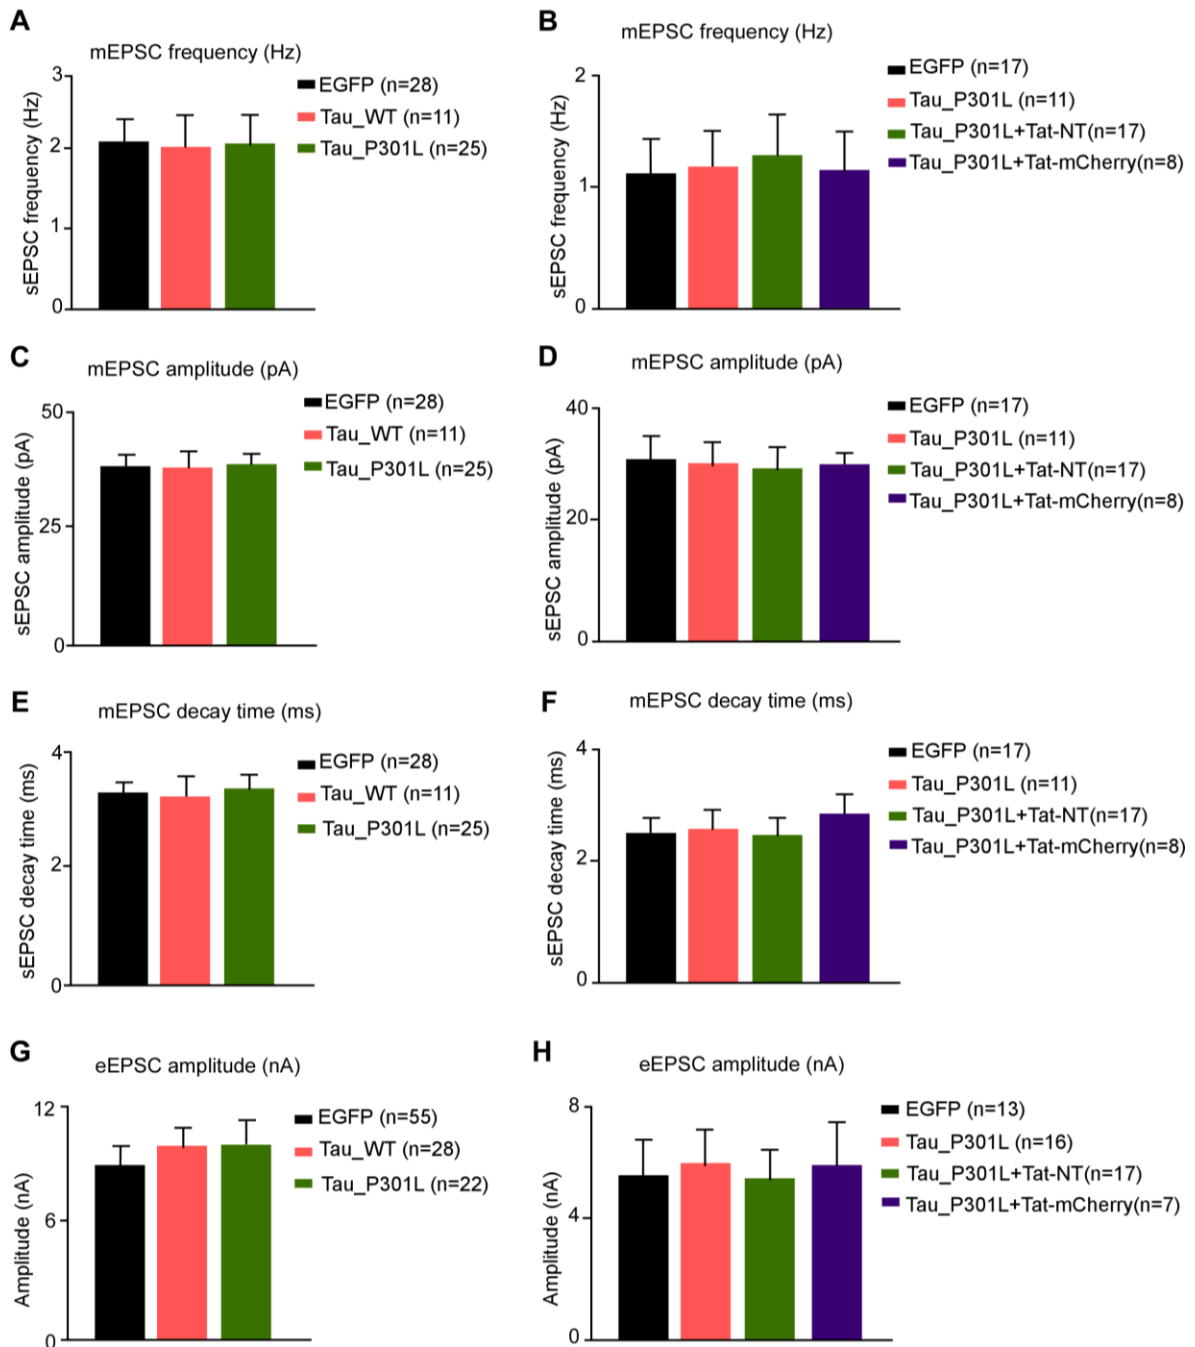 A
mEPSC frequency (Hz)
sEPSC frequency (Hz)
3
2
1
0
EGFP (n=28)
Tau_WT (n=11)
Tau_P301L (n=25)
B
mEPSC frequency (Hz)
sEPSC frequency (Hz)
2
1
0
EGFP (n=17)
Tau_P301L (n=11)
Tau_P301L+Tat-NT(n=17)
Tau_P301L+Tat-mCherry(n=8)
C
mEPSC amplitude (pA)
sEPSC amplitude (pA)
50
25
0
EGFP (n=28)
Tau_WT (n=11)
Tau_P301L (n=25)
D
mEPSC amplitude (pA)
sEPSC amplitude (pA)
40
20
0
EGFP (n=17)
Tau_P301L (n=11)
Tau_P301L+Tat-NT(n=17)
Tau_P301L+Tat-mCherry(n=8)
E
mEPSC decay time (ms)
sEPSC decay time (ms)
4
2
0
EGFP (n=28)
Tau_WT (n=11)
Tau_P301L (n=25)
F
mEPSC decay time (ms)
sEPSC decay time (ms)
4
2
0
EGFP (n=17)
Tau_P301L (n=11)
Tau_P301L+Tat-NT(n=17)
Tau_P301L+Tat-mCherry(n=8)
G
eEPSC amplitude (nA)
Amplitude (nA)
12
6
0
EGFP (n=55)
Tau_WT (n=28)
Tau_P301L (n=22)
H
eEPSC amplitude (nA)
Amplitude (nA)
8
4
0
EGFP (n=13)
Tau_P301L (n=16)
Tau_P301L+Tat-NT(n=17)
Tau_P301L+Tat-mCherry(n=7)